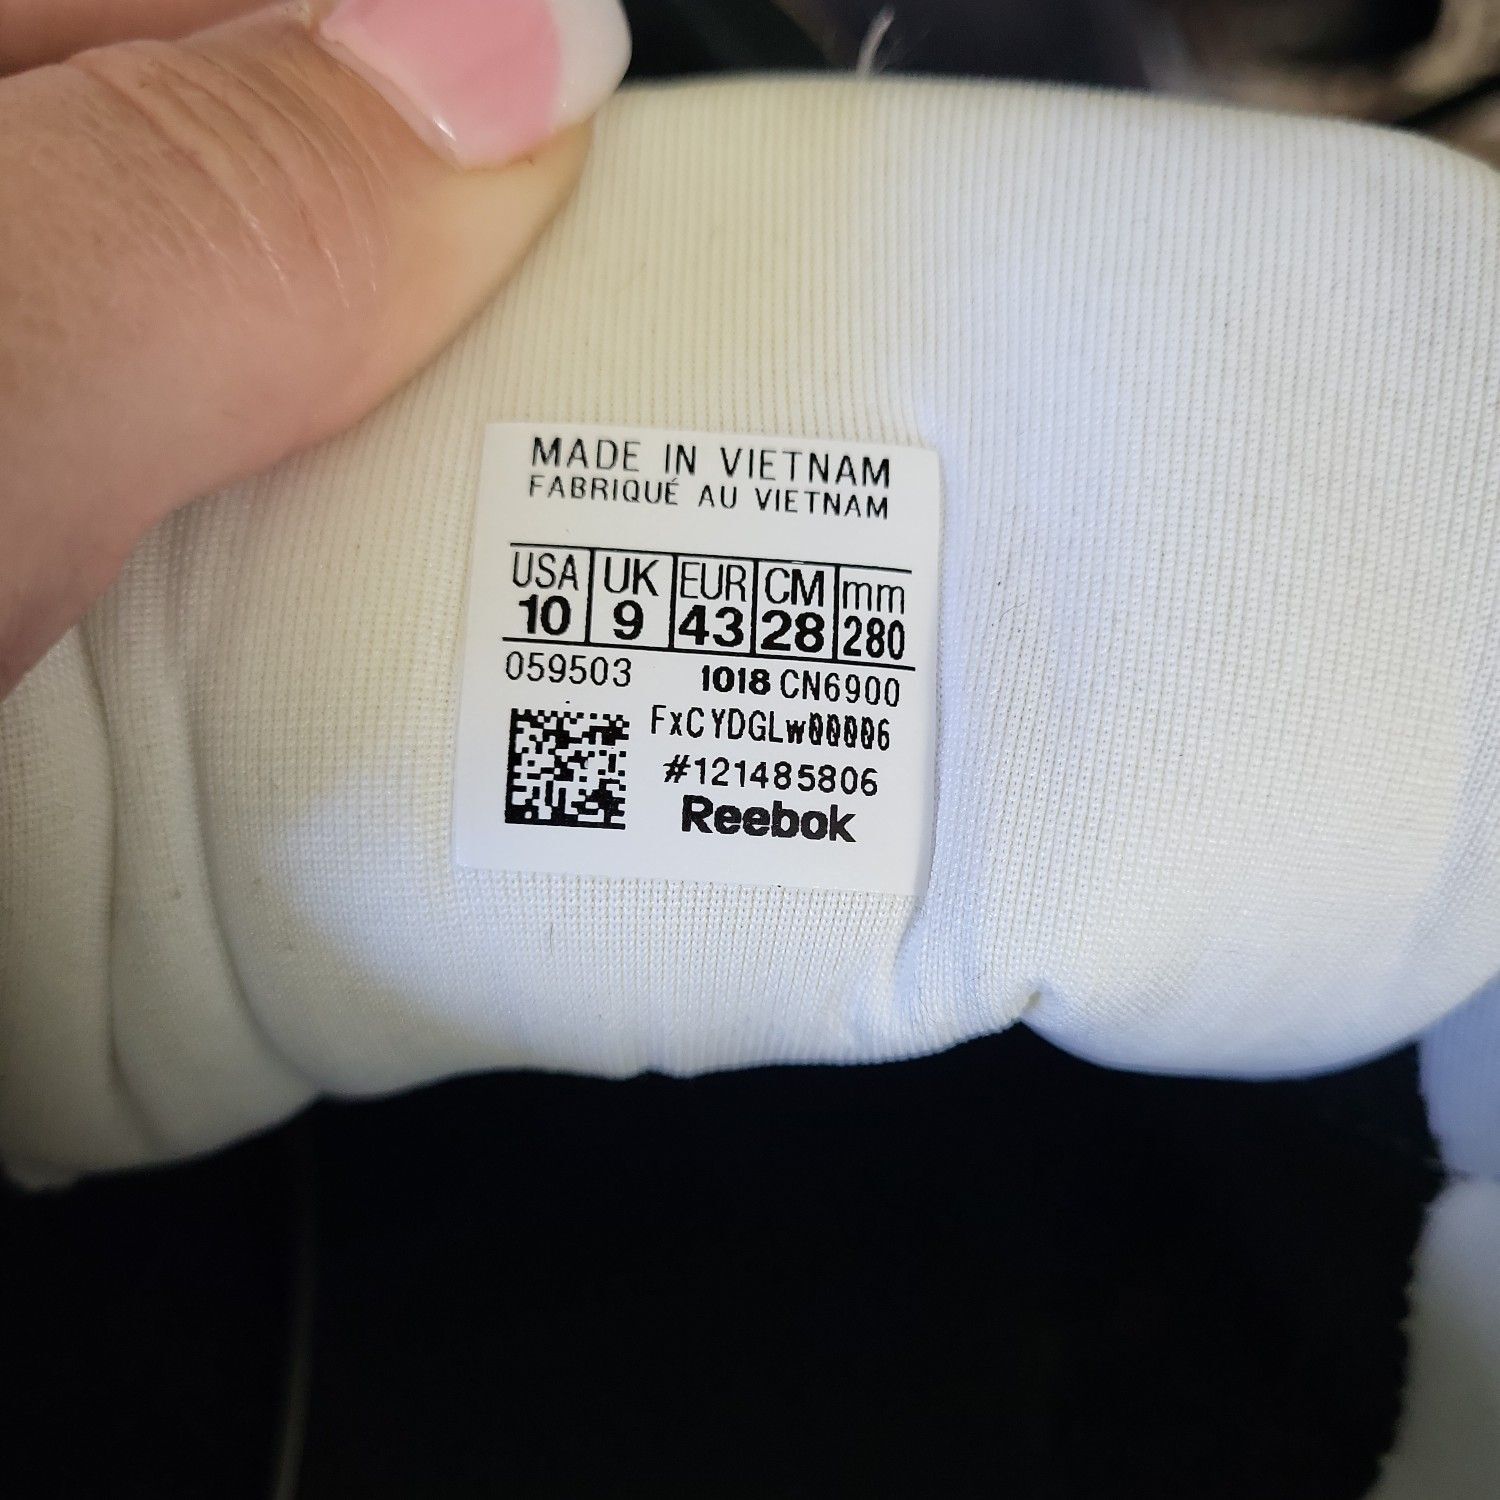 MADE IN VIETNAM
FABRIQUÉ AU VIETNAM
USA UK EUR CM mm
10 9 43 28 280
059503 1018 CN6900
FxCYDGLw00006
#121485806
Reebok